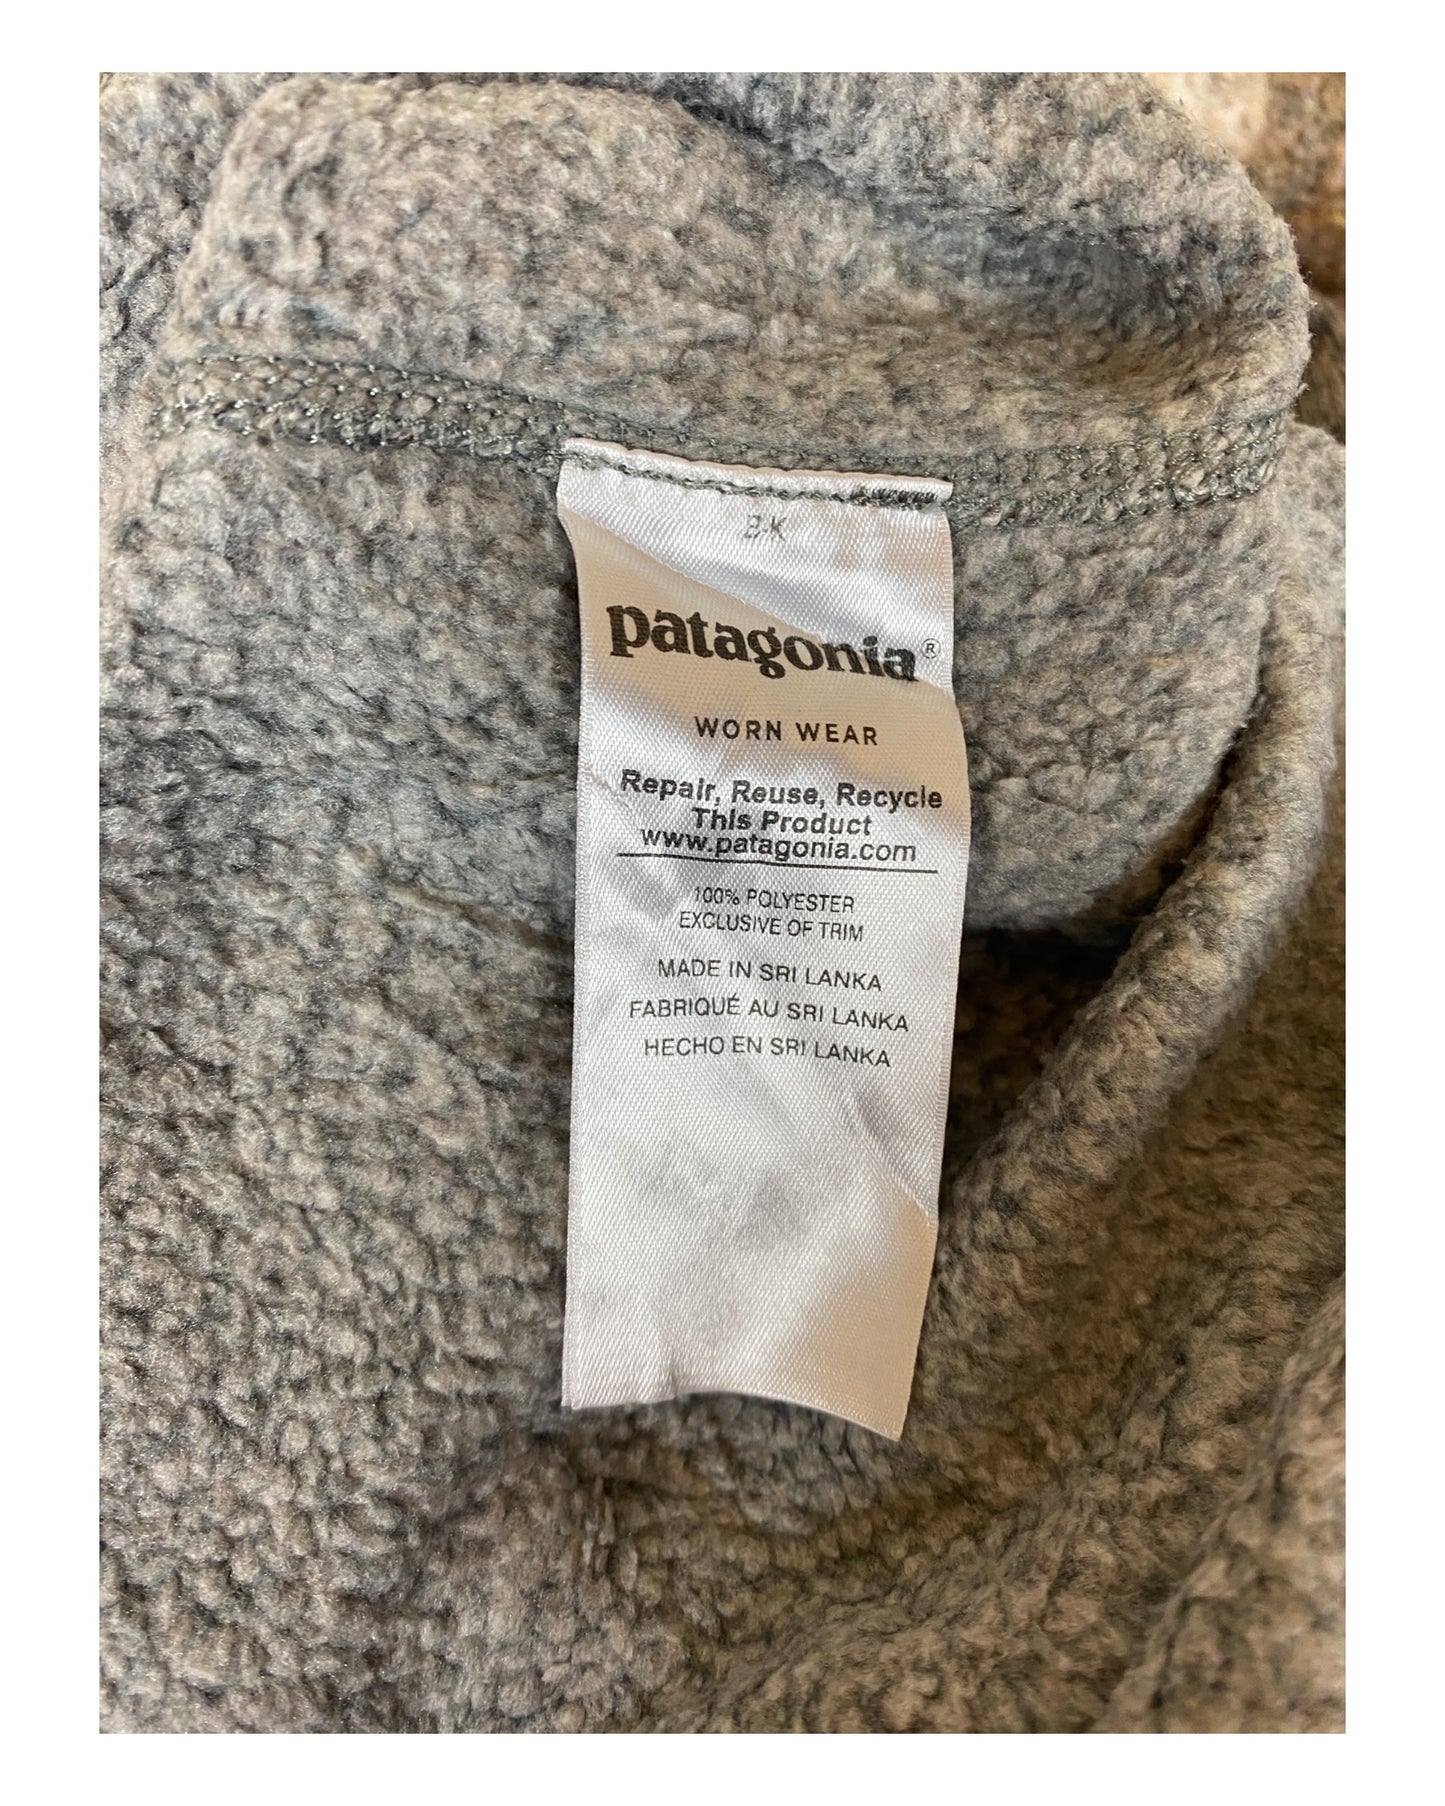 patagonia®
WORN WEAR
Repair, Reuse, Recycle
This Product
www.patagonia.com
100% POLYESTER
EXCLUSIVE OF TRIM
MADE IN SRI LANKA
FABRIQUÉ AU SRI LANKA
HECHO EN SRI LANKA